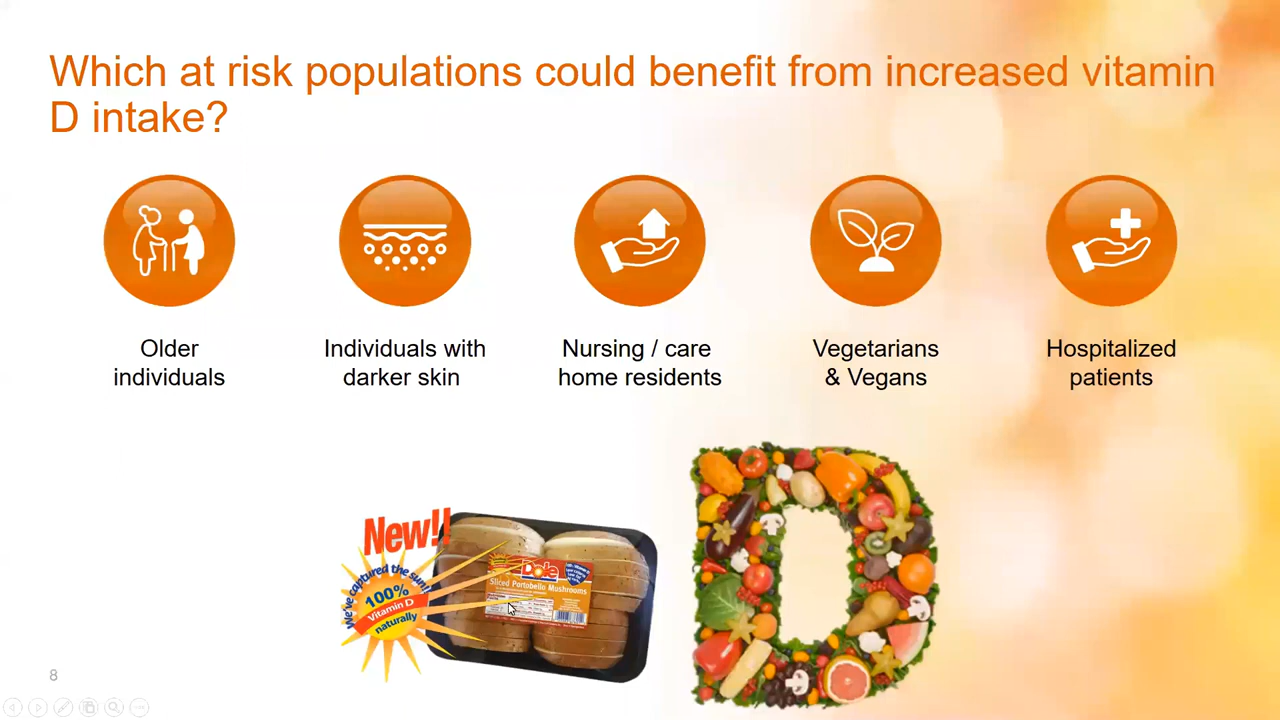 Which at risk populations could benefit from increased vitamin
D intake?
Older
individuals
Individuals with
darker skin
Nursing / care
home residents
Vegetarians
& Vegans
Hospitalized
patients
New!!
We've captured the sun!
100%
Vitamin D
naturally
Dole
Sliced Portobello Mushrooms
8